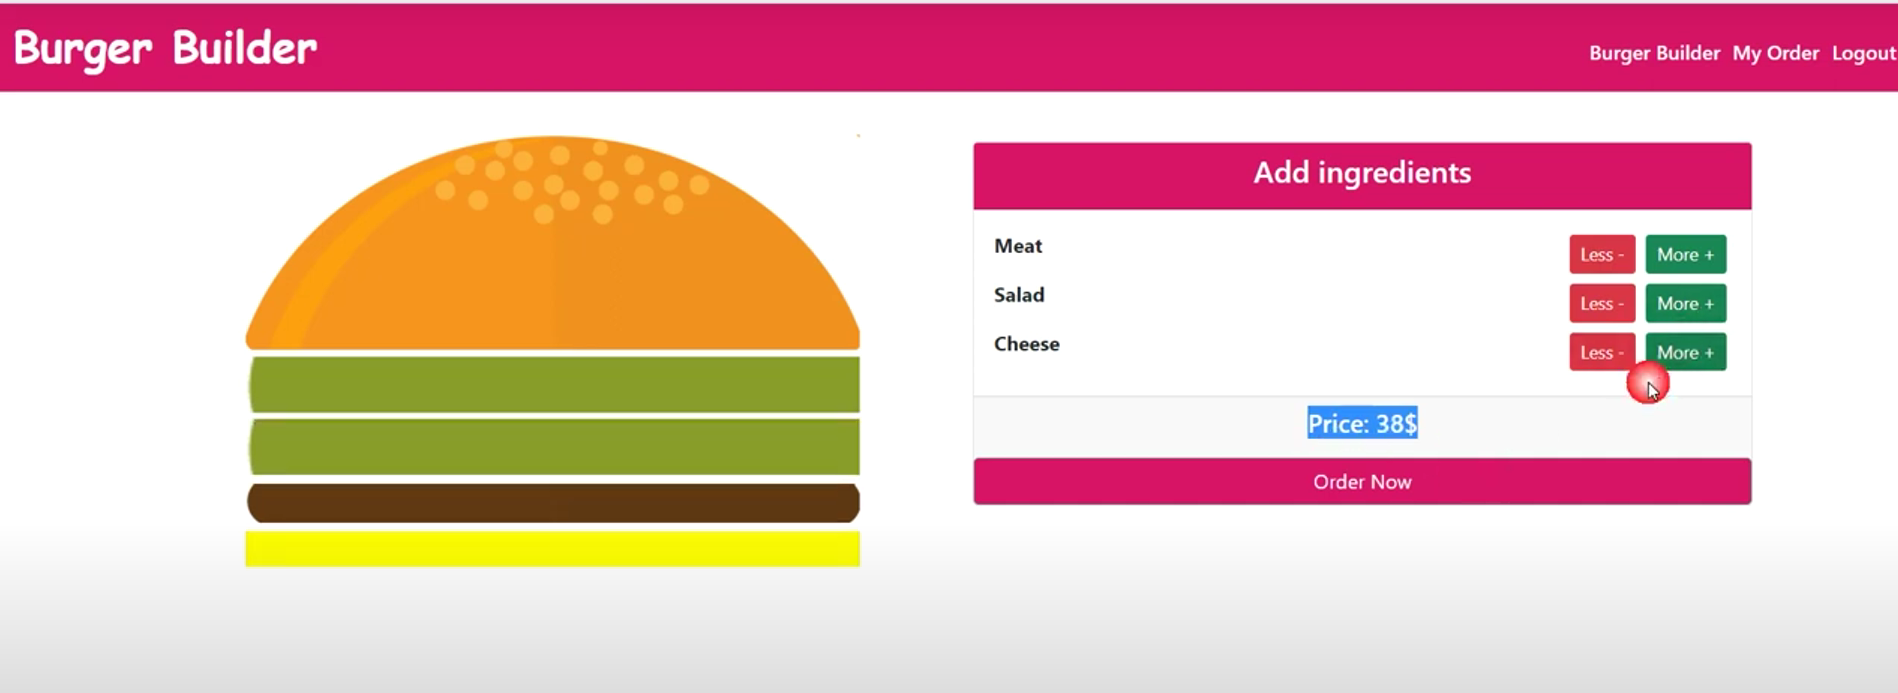 Burger Builder
Burger Builder My Order Logout
Add ingredients
Meat Less - More +
Salad Less - More +
Cheese Less - More +
Price: 38$
Order Now